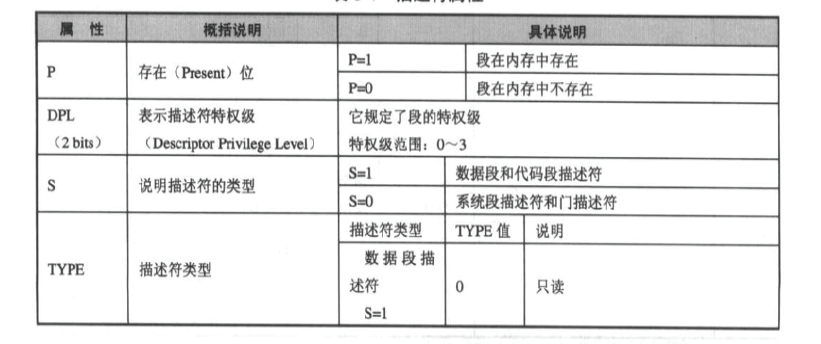 属 性 概括说明 具体说明
P 存在（Present）位 P=1 段在内存中存在
P=0 段在内存中不存在
DPL 表示描述符特权级 它规定了段的特权级
（2 bits） （Descriptor Privilege Level） 特权级范围：0～3
S 说明描述符的类型 S=1 数据段和代码段描述符
S=0 系统段描述符和门描述符
TYPE 描述符类型 描述符类型 TYPE 值 说明
数据段描
述符 0 只读
S=1